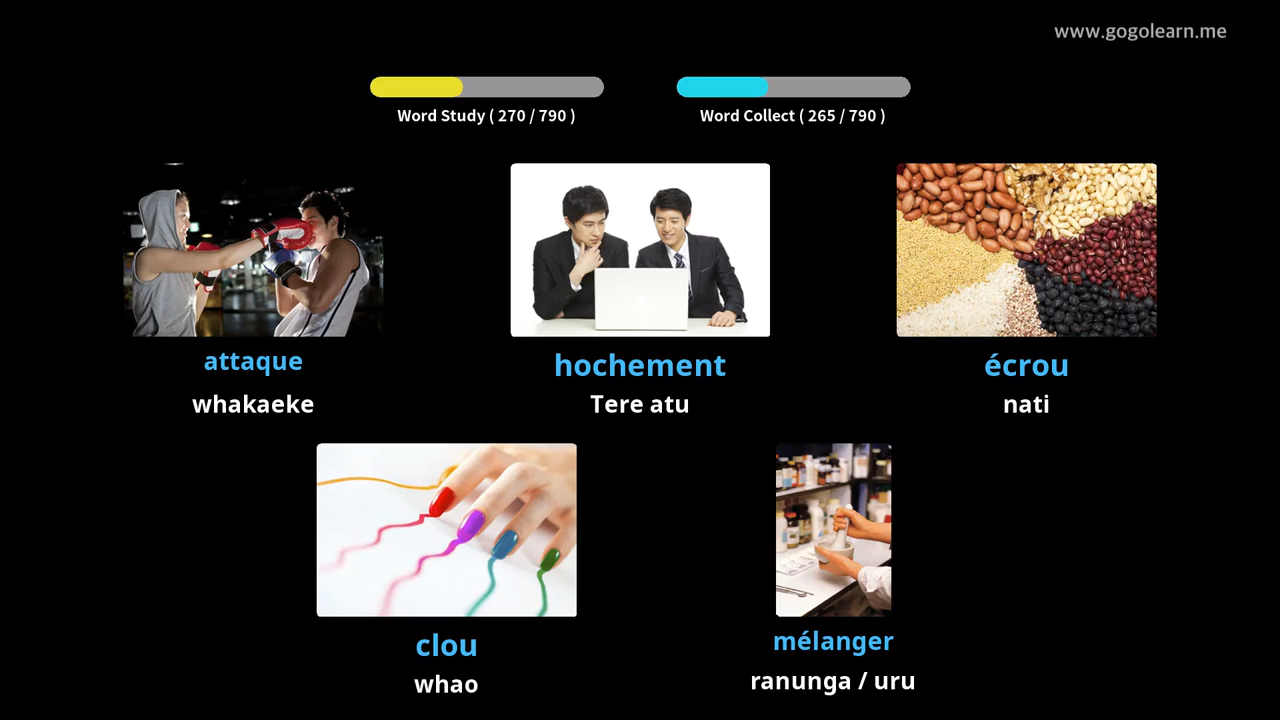 www.gogolearn.me
Word Study ( 270 / 790 )
Word Collect ( 265 / 790 )
attaque
whakaeke
hochement
Tere atu
écrou
nati
clou
whao
mélanger
ranunga / uru